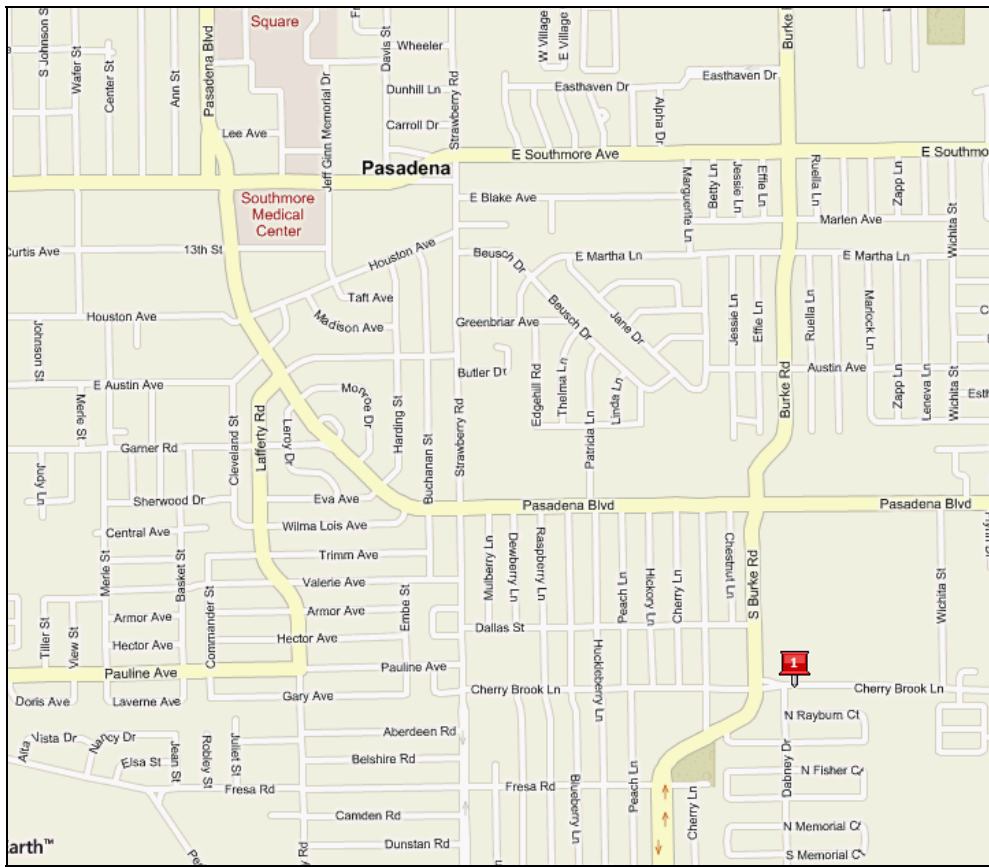 Square
Wheeler
W Village
E Village
Burke
S Johnson S
Wafer St
Center St
Ann St
Pasadena Blvd
Davis St
Dunhill Ln
Strawberry Rd
Easthaven Dr
Easthaven Dr
Alpha Dr
Jeff Ginn Memorial Dr
Lee Ave
Carroll Dr
Pasadena
E Southmore Ave
E Southmo
Southmore
Medical
Center
E Blake Ave
Marguerite Ln
Betty Ln
Jessie Ln
Effie Ln
Ruella Ln
Zapp Ln
Marlen Ave
Wichita St
Curtis Ave
13th St
Houston Ave
Beusch Dr
E Martha Ln
E Martha Ln
Taft Ave
Madison Ave
Houston Ave
Johnson St
Greenbriar Ave
Beusch Dr
Jane Dr
Jessie Ln
Effie Ln
Ruella Ln
Marlock Ln
Butler Dr
Austin Ave
E Austin Ave
Merle St
Monroe Dr
Edgehill Rd
Thelma Ln
Linda Ln
Burke Rd
Zapp Ln
Leneva Ln
Wichita St
Esth
Cleveland St
Lafferty Rd
Leroy Dr
Harding St
Buchanan St
Strawberry Rd
Patricia Ln
Garner Rd
Judy Ln
Sherwood Dr
Eva Ave
Pasadena Blvd
Pasadena Blvd
Central Ave
Wilma Lois Ave
Mulberry Ln
Dewberry Ln
Raspberry Ln
Chestnut Ln
S Burke Rd
Trimm Ave
Merle St
Basket St
Commander St
Valerie Ave
Embe St
Peach Ln
Hickory Ln
Cherry Ln
Wichita St
Tiller St
View St
Armor Ave
Armor Ave
Dallas St
Hector Ave
Hector Ave
Huckleberry Ln
Pauline Ave
Pauline Ave
1
Doris Ave
Laverne Ave
Gary Ave
Cherry Brook Ln
Cherry Brook Ln
N Rayburn Ct
Alta Vista Dr
Nancy Dr
Jean St
Robley St
Juliet St
Aberdeen Rd
Elsa St
Belshire Rd
Dabney Dr
N Fisher C
Fresa Rd
Fresa Rd
Blueberry Ln
Peach Ln
Cherry Ln
Camden Rd
N Memorial C
Dunstan Rd
S Memorial C
arth™